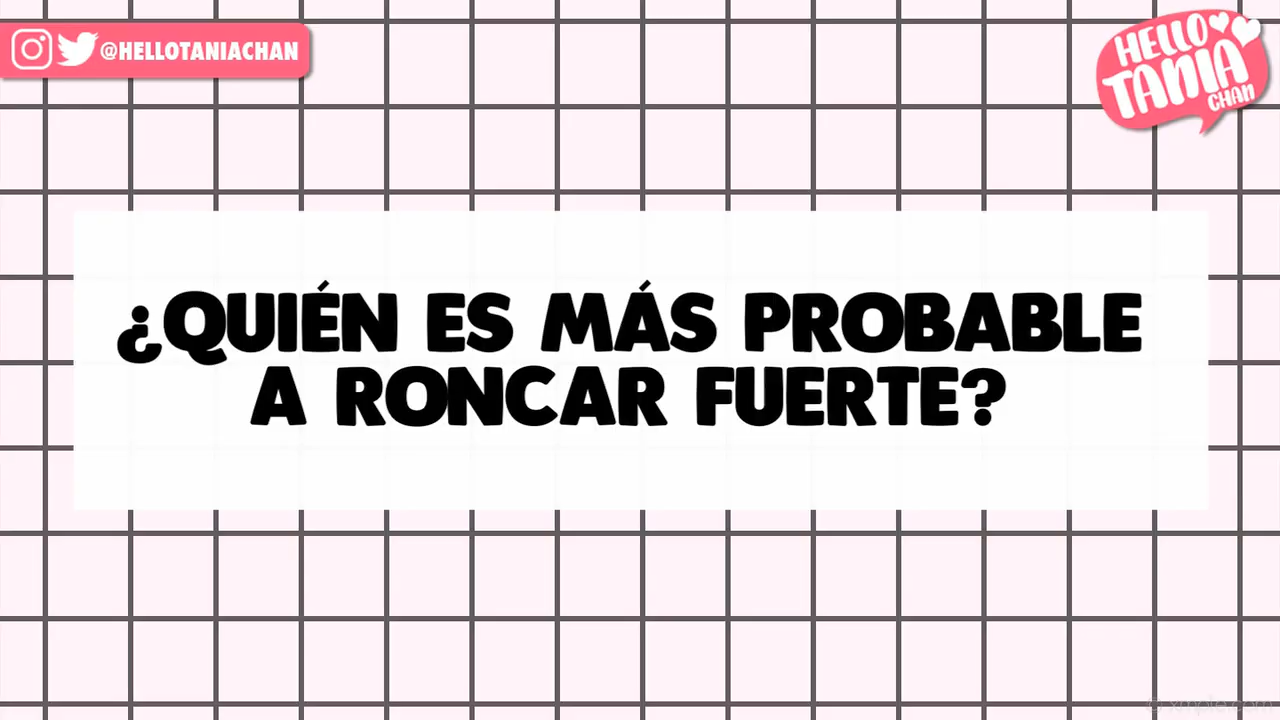 @HELLOTANIACHAN
HELLO
TANIA
CHAN
¿QUIÉN ES MÁS PROBABLE
A RONCAR FUERTE?